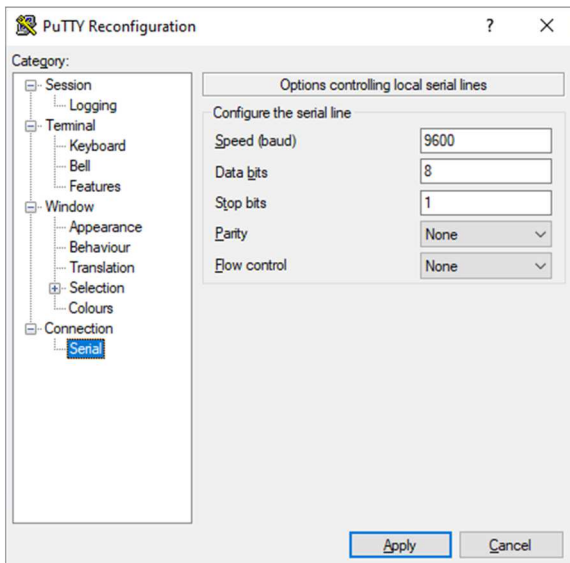 PuTTY Reconfiguration
Category:
Session
Logging
Terminal
Keyboard
Bell
Features
Window
Appearance
Behaviour
Translation
Selection
Colours
Connection
Serial
Options controlling local serial lines
Configure the serial line
Speed (baud) 9600
Data bits 8
Stop bits 1
Parity None
Flow control None
Apply Cancel